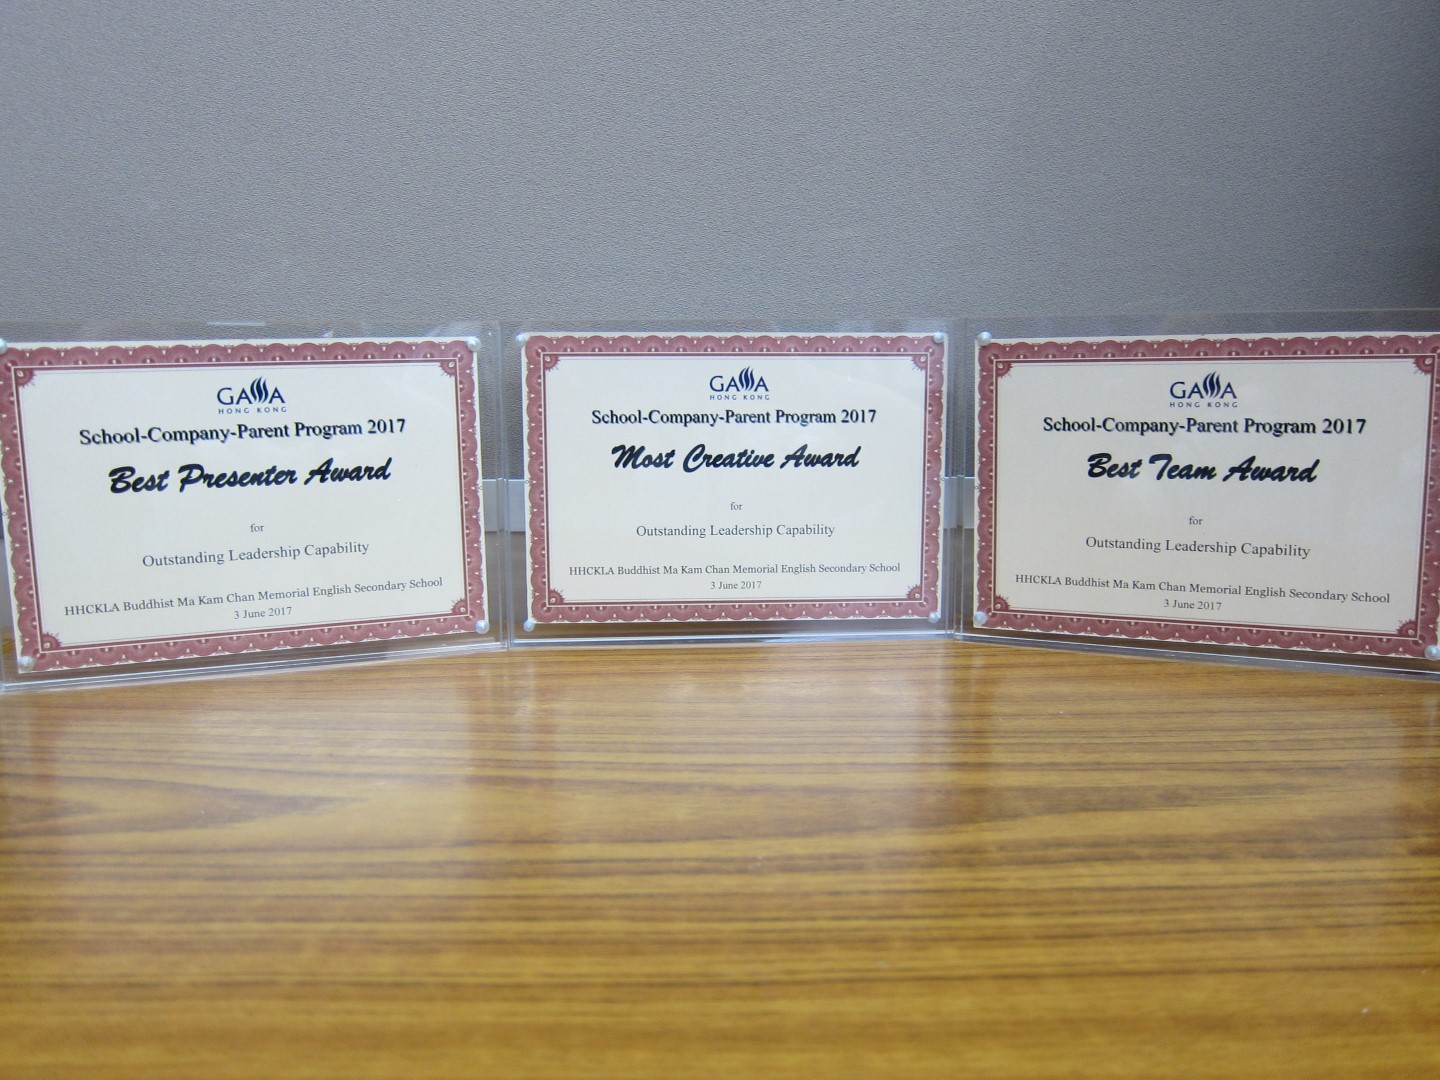 GAMA
HONG KONG
School-Company-Parent Program 2017
Best Presenter Award
for
Outstanding Leadership Capability
HHCKLA Buddhist Ma Kam Chan Memorial English Secondary School
3 June 2017
GAMA
HONG KONG
School-Company-Parent Program 2017
Most Creative Award
for
Outstanding Leadership Capability
HHCKLA Buddhist Ma Kam Chan Memorial English Secondary School
3 June 2017
GAMA
HONG KONG
School-Company-Parent Program 2017
Best Team Award
for
Outstanding Leadership Capability
HHCKLA Buddhist Ma Kam Chan Memorial English Secondary School
3 June 2017